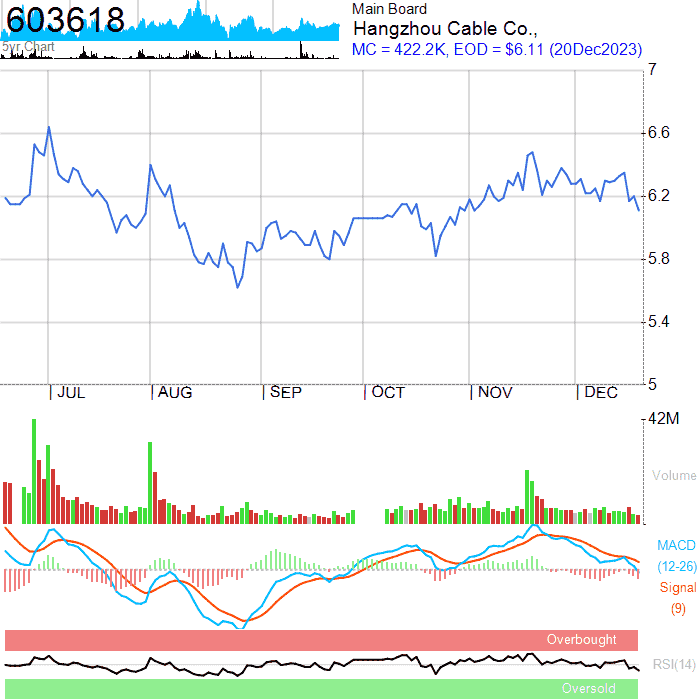 603618
5yr Chart
Main Board
Hangzhou Cable Co.,
MC = 422.2K, EOD = $6.11 (20Dec2023)
7
6.6
6.2
5.8
5.4
5
JUL
AUG
SEP
OCT
NOV
DEC
42M
Volume
MACD
(12-26)
Signal
(9)
Overbought
RSI(14)
Oversold